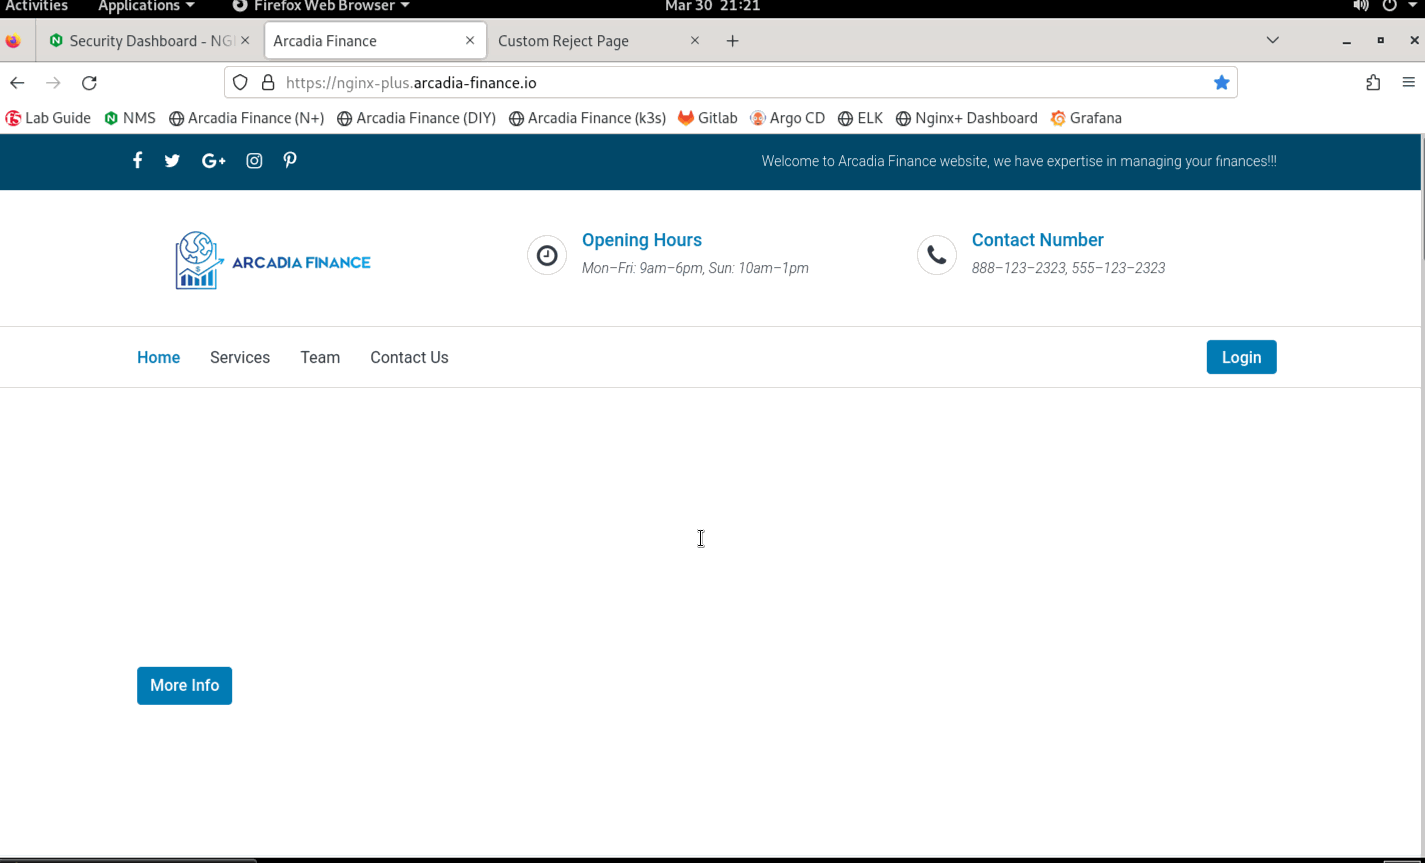 Activities Applications Firefox Web Browser Mar 30 21:21
Security Dashboard - NG Arcadia Finance Custom Reject Page
https://nginx-plus.arcadia-finance.io
Lab Guide NMS Arcadia Finance (N+) Arcadia Finance (DIY) Arcadia Finance (k3s) Gitlab Argo CD ELK Nginx+ Dashboard Grafana
Welcome to Arcadia Finance website, we have expertise in managing your finances!!!
ARCADIA FINANCE
Opening Hours
Mon–Fri: 9am–6pm, Sun: 10am–1pm
Contact Number
888–123–2323, 555–123–2323
Home Services Team Contact Us Login
More Info